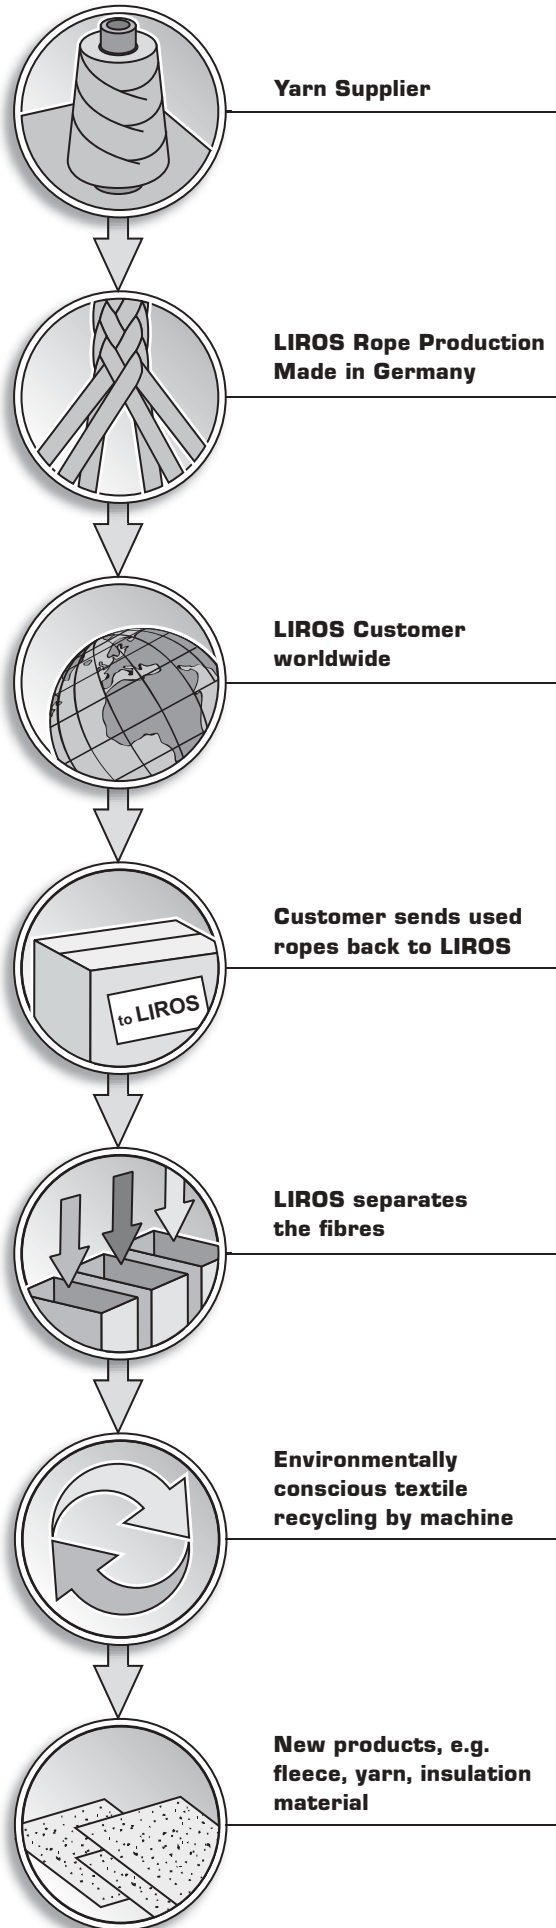 Yarn Supplier
LIROS Rope Production
Made in Germany
LIROS Customer
worldwide
Customer sends used
ropes back to LIROS
to LIROS
LIROS separates
the fibres
Environmentally
conscious textile
recycling by machine
New products, e.g.
fleece, yarn, insulation
material